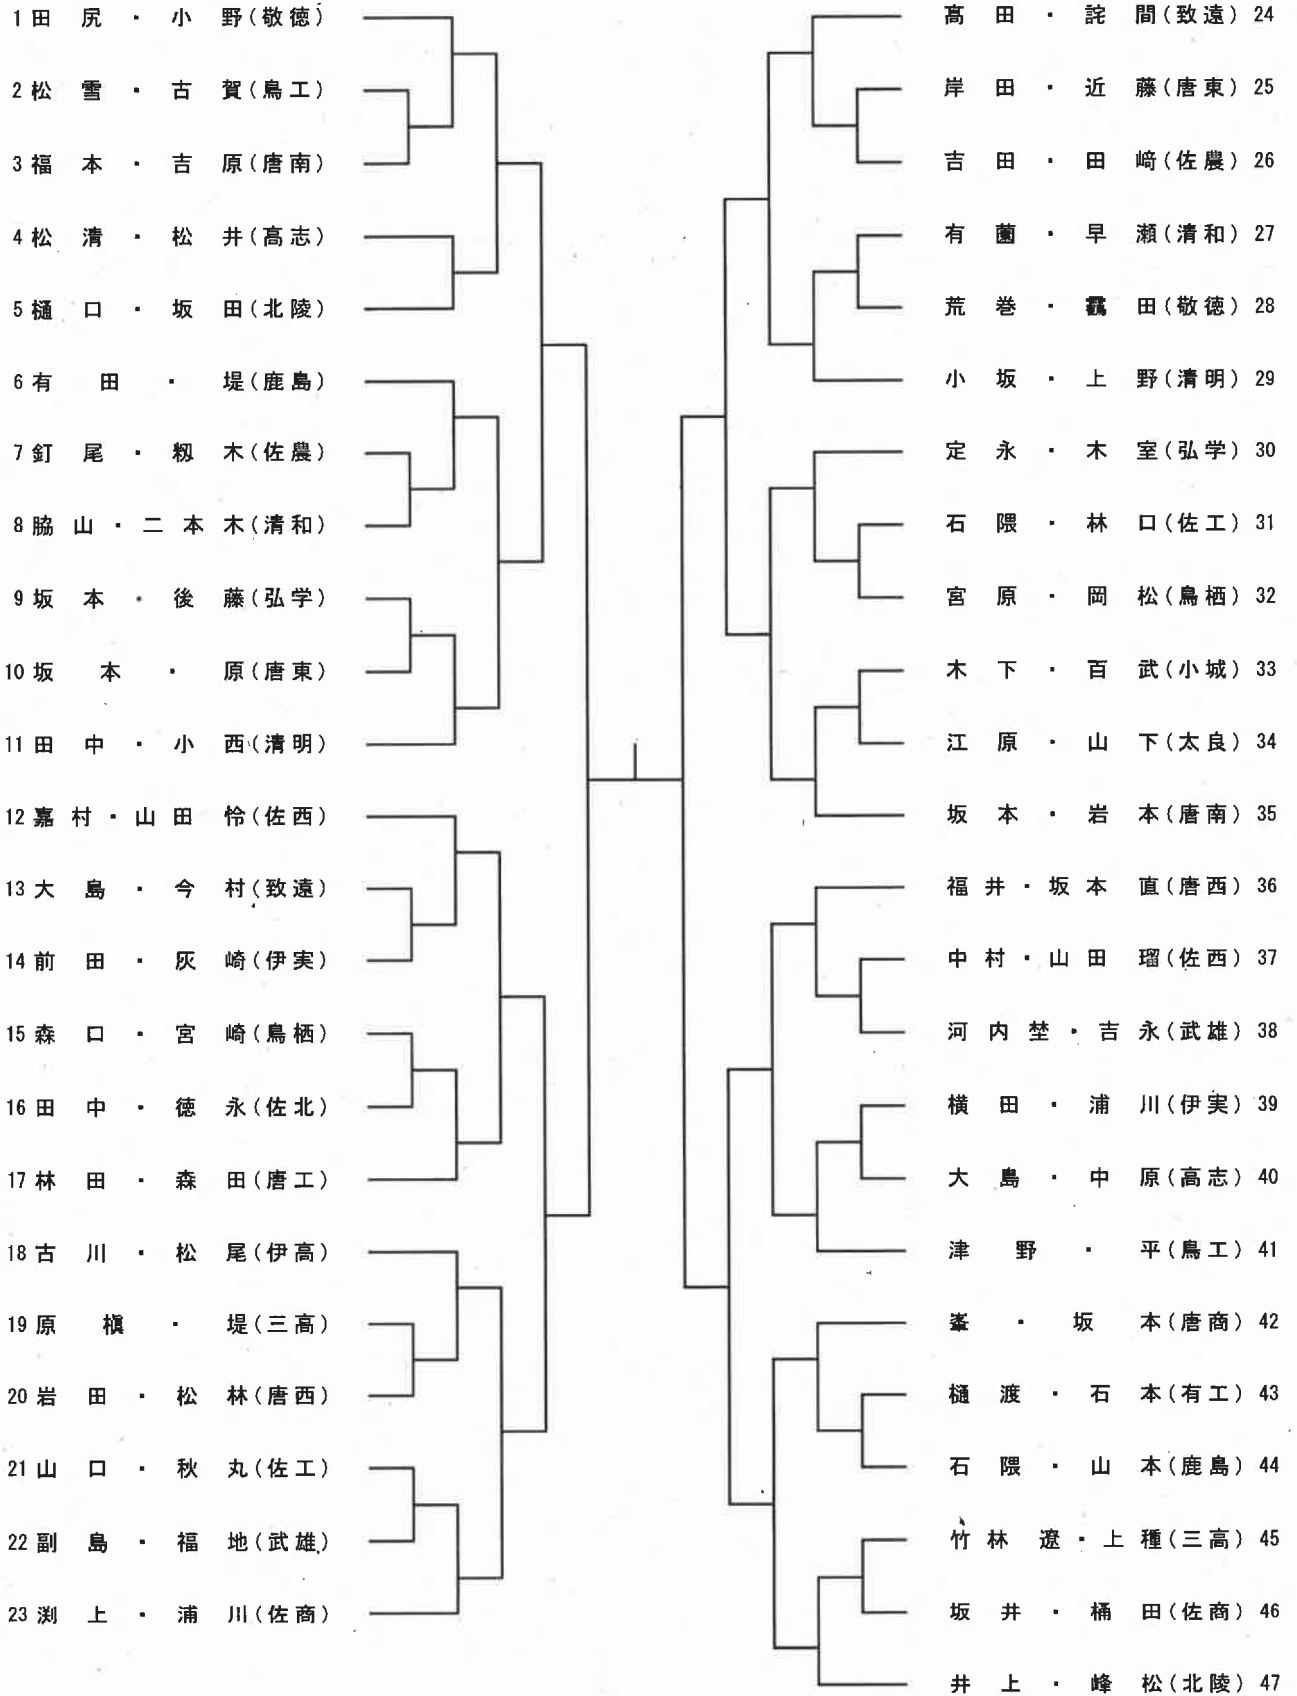 1 田尻・小野(敬徳)
2 松雪・古賀(鳥工)
3 福本・吉原(唐南)
4 松清・松井(高志)
5 樋口・坂田(北陵)
6 有田・堤(鹿島)
7 釘尾・籾木(佐農)
8 脇山・二本木(清和)
9 坂本・後藤(弘学)
10 坂本・原(唐東)
11 田中・小西(清明)
12 嘉村・山田怜(佐西)
13 大島・今村(致遠)
14 前田・灰崎(伊実)
15 森口・宮崎(鳥栖)
16 田中・徳永(佐北)
17 林田・森田(唐工)
18 古川・松尾(伊高)
19 原槇・堤(三高)
20 岩田・松林(唐西)
21 山口・秋丸(佐工)
22 副島・福地(武雄)
23 渕上・浦川(佐商)
髙田・詫間(致遠) 24
岸田・近藤(唐東) 25
吉田・田﨑(佐農) 26
有薗・早瀬(清和) 27
荒巻・田(敬徳) 28
小坂・上野(清明) 29
定永・木室(弘学) 30
石隈・林口(佐工) 31
宮原・岡松(鳥栖) 32
木下・百武(小城) 33
江原・山下(太良) 34
坂本・岩本(唐南) 35
福井・坂本直(唐西) 36
中村・山田瑠(佐西) 37
河内埜・吉永(武雄) 38
横田・浦川(伊実) 39
大島・中原(高志) 40
津野・平(鳥工) 41
峯・坂本(唐商) 42
樋渡・石本(有工) 43
石隈・山本(鹿島) 44
竹林遼・上種(三高) 45
坂井・桶田(佐商) 46
井上・峰松(北陵) 47